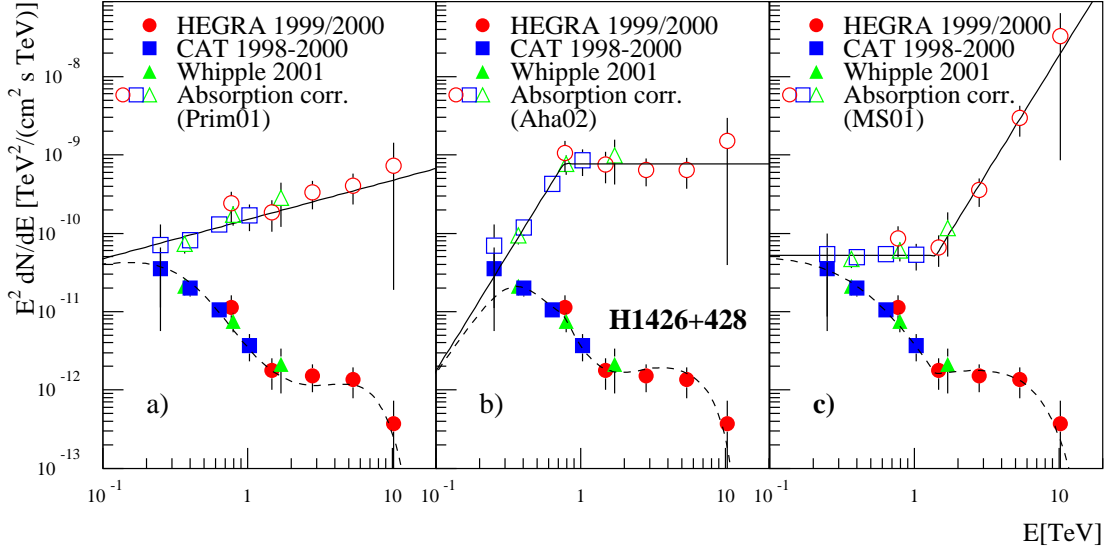 E² dN/dE [TeV²/(cm² s TeV)]
10⁻⁸
10⁻⁹
10⁻¹⁰
10⁻¹¹
10⁻¹²
10⁻¹³
HEGRA 1999/2000
CAT 1998-2000
Whipple 2001
Absorption corr.
(Prim01)
a)
HEGRA 1999/2000
CAT 1998-2000
Whipple 2001
Absorption corr.
(Aha02)
H1426+428
b)
HEGRA 1999/2000
CAT 1998-2000
Whipple 2001
Absorption corr.
(MS01)
c)
10⁻¹ 1 10 10⁻¹ 1 10 10⁻¹ 1 10
E[TeV]